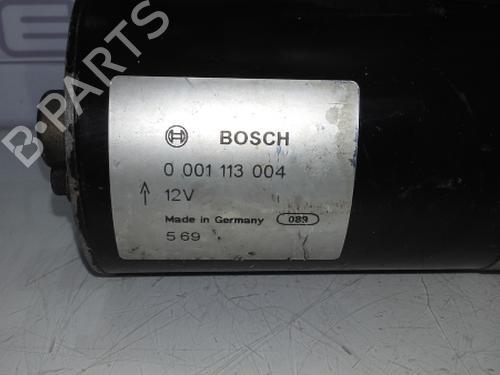 BOSCH
0 001 113 004
↑ 12V
Made in Germany 089
5 69
B-PARTS